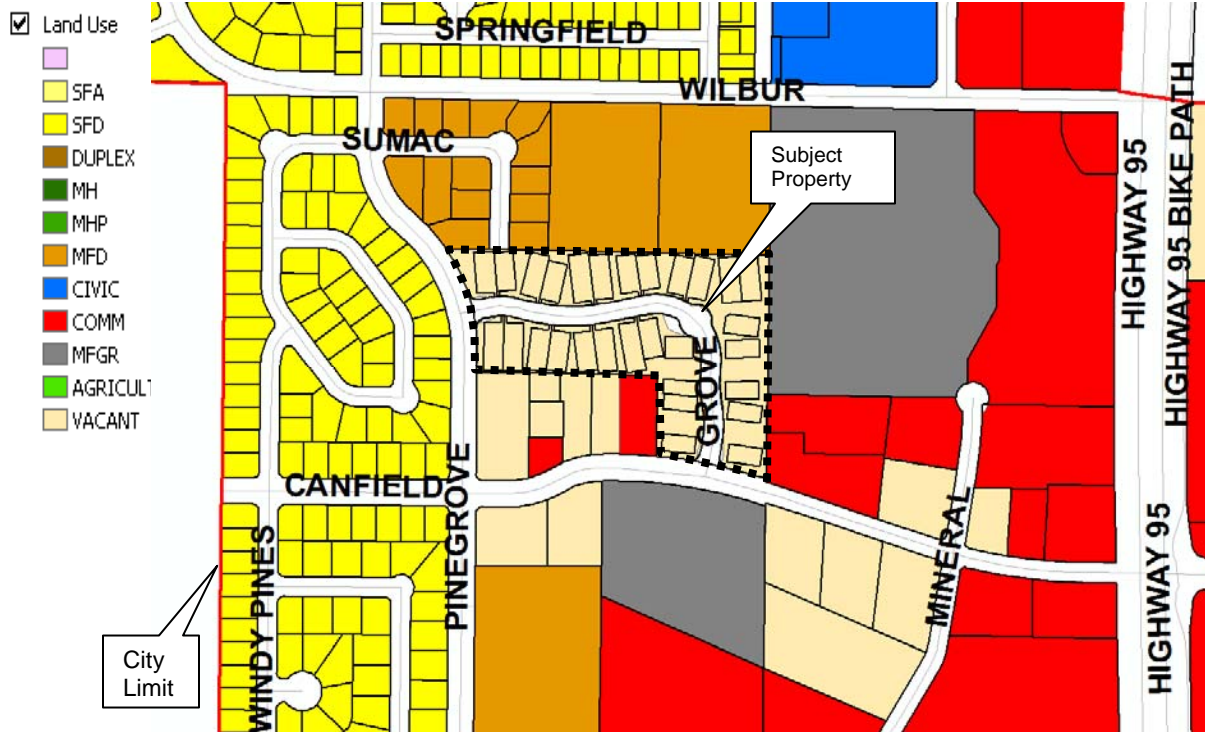 Land Use
SFA
SFD
DUPLEX
MH
MHP
MFD
CIVIC
COMM
MFGR
AGRICULT
VACANT
SPRINGFIELD
WILBUR
SUMAC
Subject
Property
HIGHWAY 95
HIGHWAY 95 BIKE PATH
GROVE
CANFIELD
PINEGROVE
WINDY PINES
MINERAL
HIGHWAY 95
City
Limit